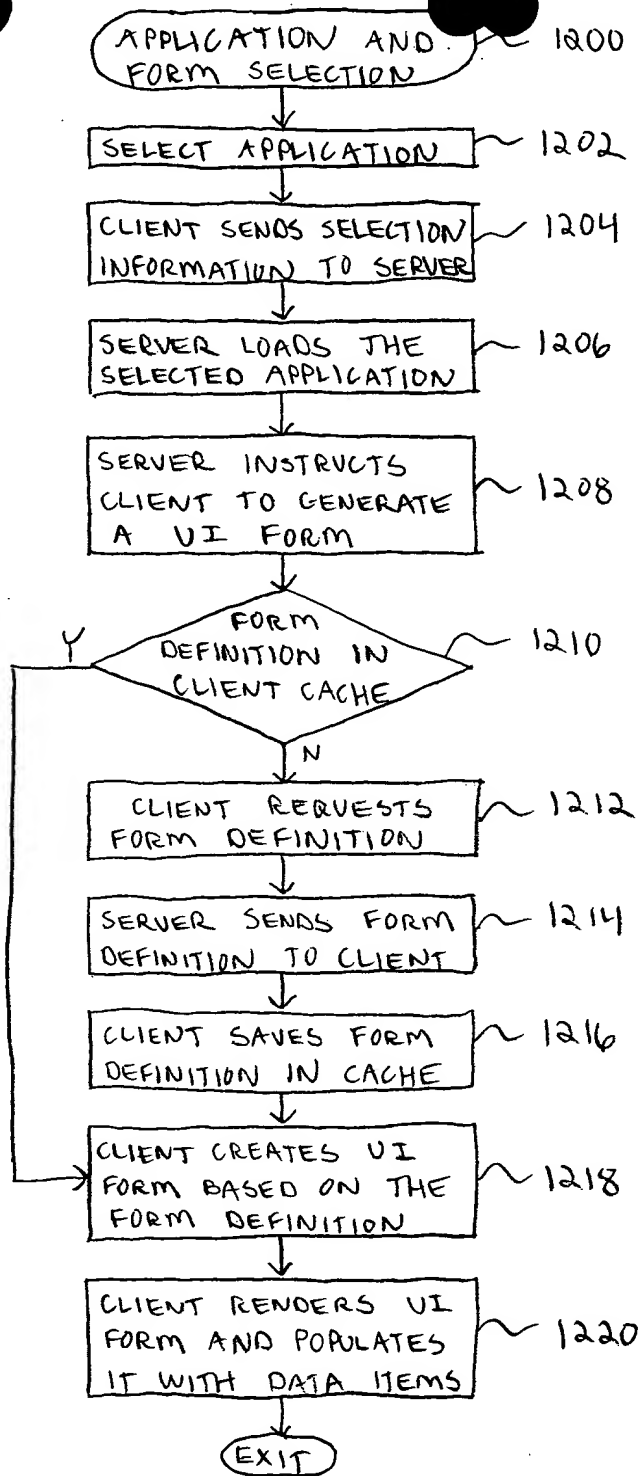 APPLICATION AND
FORM SELECTION
1200
SELECT APPLICATION
1202
CLIENT SENDS SELECTION
INFORMATION TO SERVER
1204
SERVER LOADS THE
SELECTED APPLICATION
1206
SERVER INSTRUCTS
CLIENT TO GENERATE
A UI FORM
1208
FORM
DEFINITION IN
CLIENT CACHE
1210
Y
N
CLIENT REQUESTS
FORM DEFINITION
1212
SERVER SENDS FORM
DEFINITION TO CLIENT
1214
CLIENT SAVES FORM
DEFINITION IN CACHE
1216
CLIENT CREATES UI
FORM BASED ON THE
FORM DEFINITION
1218
CLIENT RENDERS UI
FORM AND POPULATES
IT WITH DATA ITEMS
1220
EXIT